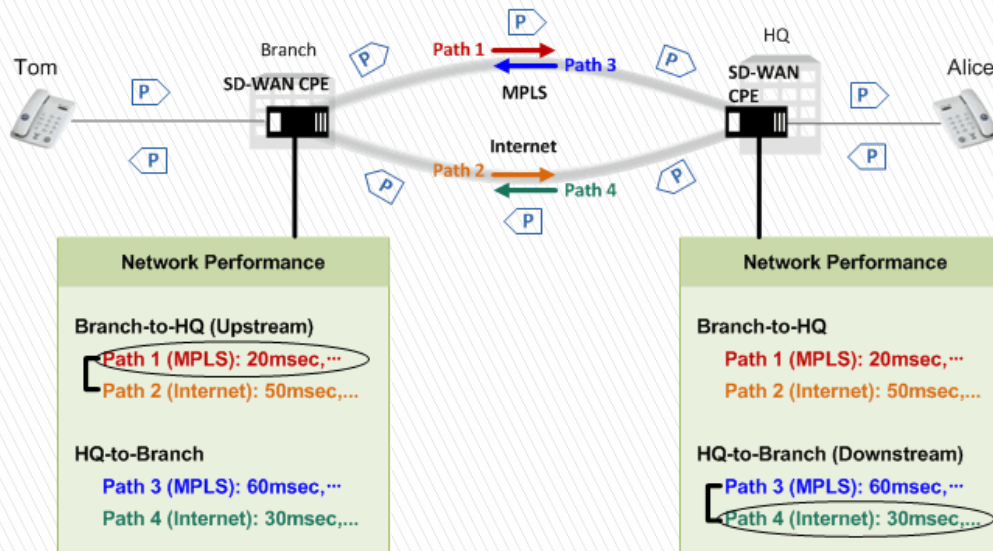 P
Branch
HQ
Tom
Path 1
Path 3
P
P
SD-WAN CPE
SD-WAN
CPE
Alice
P
MPLS
P
Internet
P
Path 2
Path 4
P
P
P
P
Network Performance
Branch-to-HQ (Upstream)
Path 1 (MPLS): 20msec,...
Path 2 (Internet): 50msec,...
HQ-to-Branch
Path 3 (MPLS): 60msec,...
Path 4 (Internet): 30msec,...
Network Performance
Branch-to-HQ
Path 1 (MPLS): 20msec,...
Path 2 (Internet): 50msec,...
HQ-to-Branch (Downstream)
Path 3 (MPLS): 60msec,...
Path 4 (Internet): 30msec,...